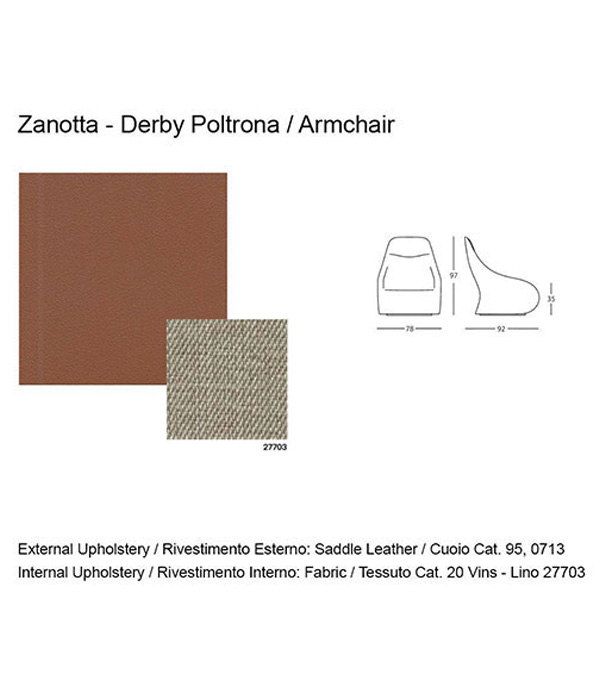 Zanotta - Derby Poltrona / Armchair
97
35
78
92
27703
External Upholstery / Rivestimento Esterno: Saddle Leather / Cuoio Cat. 95, 0713
Internal Upholstery / Rivestimento Interno: Fabric / Tessuto Cat. 20 Vins - Lino 27703